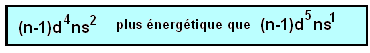 (n-1)d⁴ns² plus énergétique que (n-1)d⁵ns¹